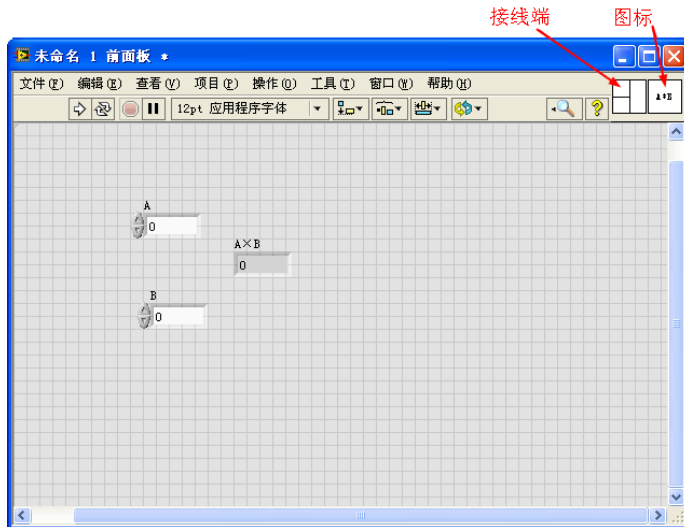 接线端 图标
未命名 1 前面板 *
文件(F) 编辑(E) 查看(V) 项目(P) 操作(O) 工具(T) 窗口(W) 帮助(H)
12pt 应用程序字体 ?
A*B
A
0
A×B
0
B
0